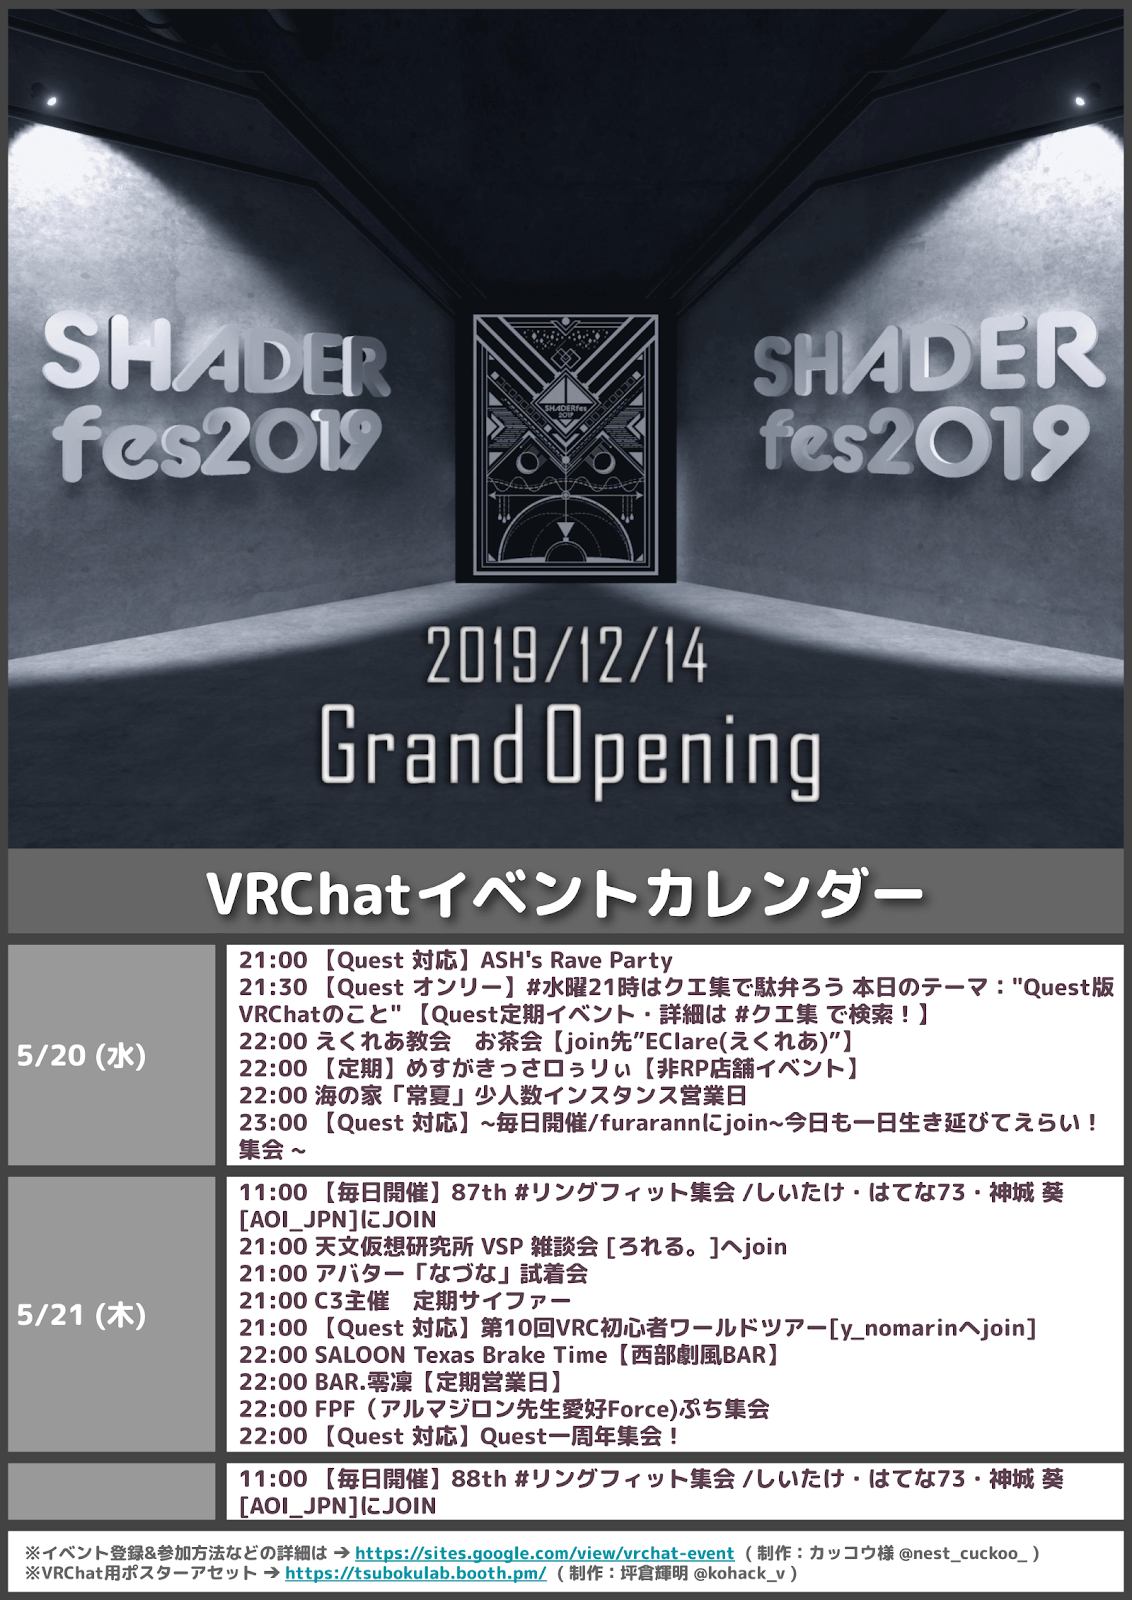 SHADER
fes2019
SHADER
fes2019
SHADERfes
2019
2019/12/14
Grand Opening
VRChatイベントカレンダー
5/20 (水)
21:00 【Quest 対応】ASH's Rave Party
21:30 【Quest オンリー】#水曜21時はクエ集で駄弁ろう 本日のテーマ："Quest版
VRChatのこと" 【Quest定期イベント・詳細は #クエ集 で検索！】
22:00 えくれあ教会　お茶会【join先”EClare(えくれあ)”】
22:00 【定期】めすがきっさロぅリぃ【非RP店舗イベント】
22:00 海の家「常夏」少人数インスタンス営業日
23:00 【Quest 対応】~毎日開催/furarannにjoin~今日も一日生き延びてえらい！
集会 ~
5/21 (木)
11:00 【毎日開催】87th #リングフィット集会 /しいたけ・はてな73・神城 葵
[AOI_JPN]にJOIN
21:00 天文仮想研究所 VSP 雑談会 [ろれる。]へjoin
21:00 アバター「なづな」試着会
21:00 C3主催　定期サイファー
21:00 【Quest 対応】第10回VRC初心者ワールドツアー[y_nomarinへjoin]
22:00 SALOON Texas Brake Time【西部劇風BAR】
22:00 BAR.零凜【定期営業日】
22:00 FPF（アルマジロン先生愛好Force)ぷち集会
22:00 【Quest 対応】Quest一周年集会！
11:00 【毎日開催】88th #リングフィット集会 /しいたけ・はてな73・神城 葵
[AOI_JPN]にJOIN
※イベント登録&参加方法などの詳細は → https://sites.google.com/view/vrchat-event ( 制作：カッコウ様 @nest_cuckoo_ )
※VRChat用ポスターアセット → https://tsubokulab.booth.pm/ ( 制作：坪倉輝明 @kohack_v )